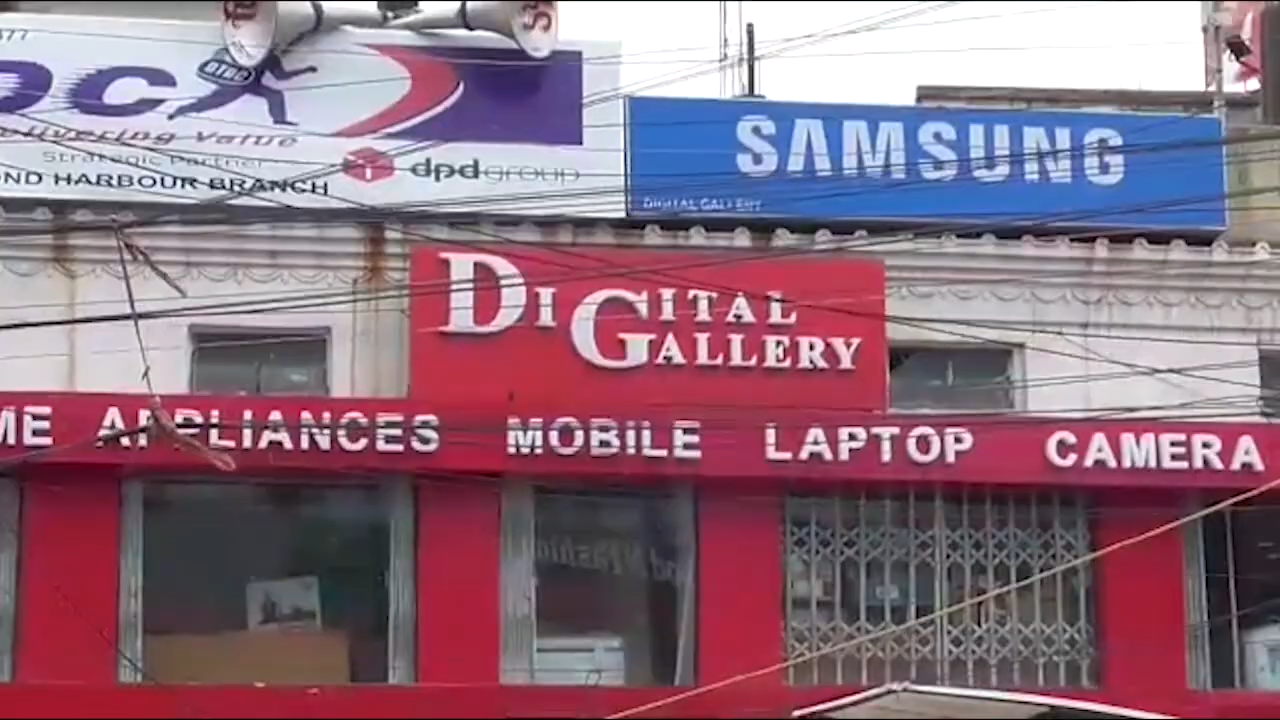 DTDC
Delivering Value
Strategic Partner
dpdgroup
OND HARBOUR BRANCH
SAMSUNG
DIGITAL GALLERY
DIGITAL
GALLERY
ME APPLIANCES MOBILE LAPTOP CAMERA